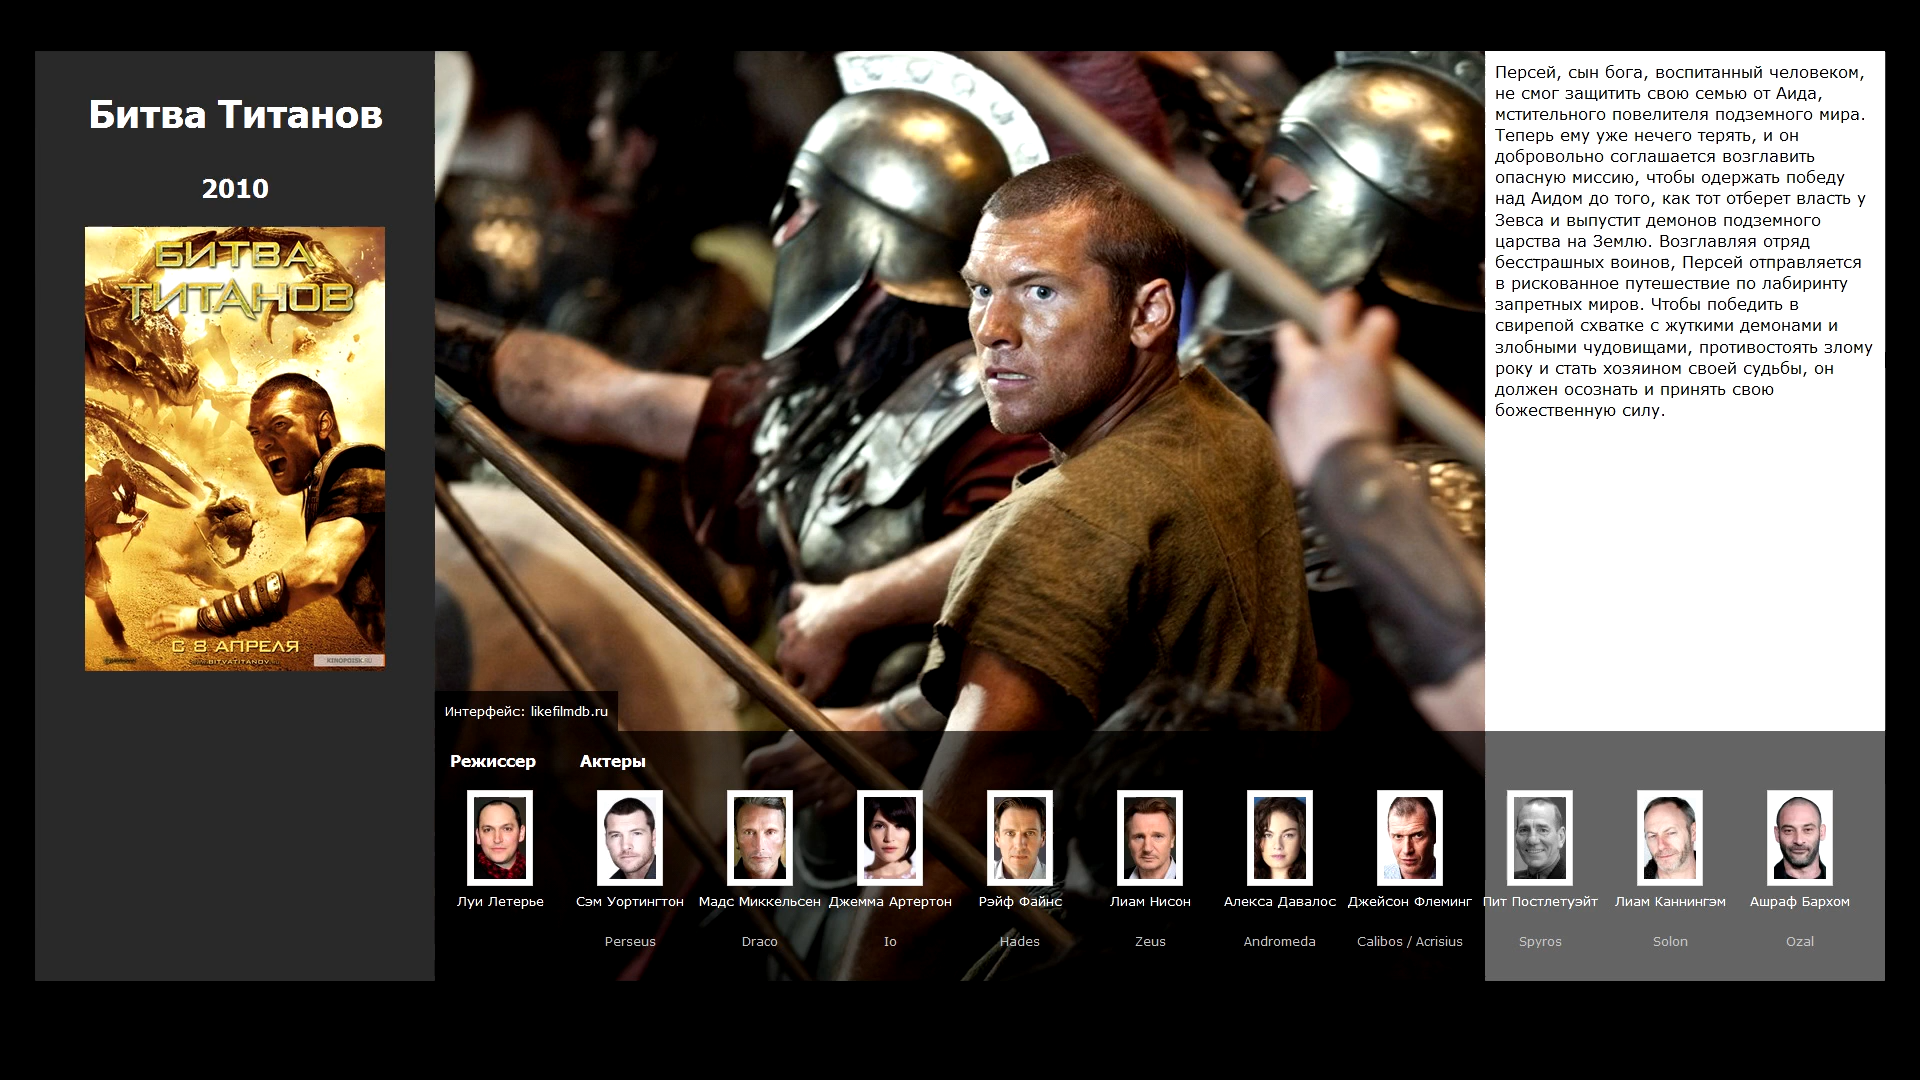 Битва Титанов
2010
БИТВА
ТИТАНОВ
С 8 АПРЕЛЯ
KINOPOISK.RU
Персей, сын бога, воспитанный человеком,
не смог защитить свою семью от Аида,
мстительного повелителя подземного мира.
Теперь ему уже нечего терять, и он
добровольно соглашается возглавить
опасную миссию, чтобы одержать победу
над Аидом до того, как тот отберет власть у
Зевса и выпустит демонов подземного
царства на Землю. Возглавляя отряд
бесстрашных воинов, Персей отправляется
в рискованное путешествие по лабиринту
запретных миров. Чтобы победить в
свирепой схватке с жуткими демонами и
злобными чудовищами, противостоять злому
року и стать хозяином своей судьбы, он
должен осознать и принять свою
божественную силу.
Интерфейс: likefilmdb.ru
Режиссер Актеры
Луи Летерье Сэм Уортингтон Мадс Миккельсен Джемма Артертон Рэйф Файнс Лиам Нисон Алекса Давалос Джейсон Флеминг Пит Постлетуэйт Лиам Каннингэм Ашраф Бархом
Perseus Draco Io Hades Zeus Andromeda Calibos / Acrisius Spyros Solon Ozal